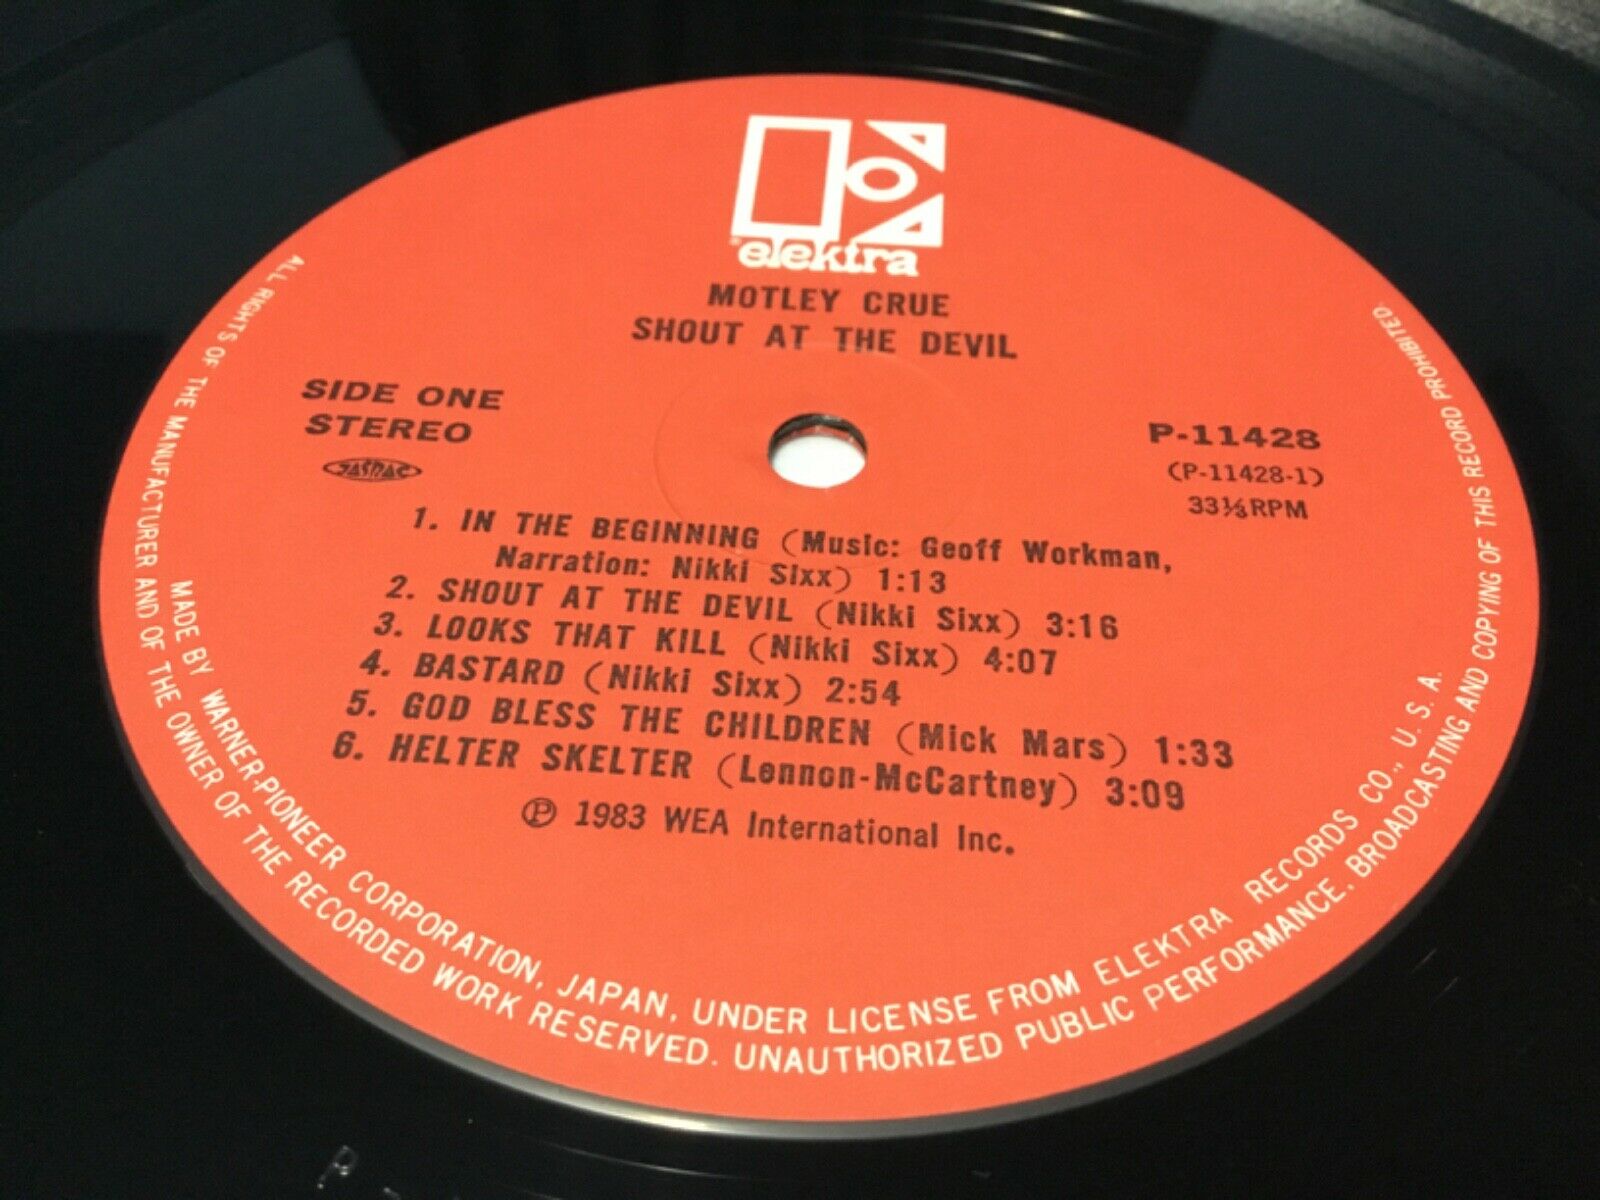 elektra
MOTLEY CRUE
SHOUT AT THE DEVIL
SIDE ONE
STEREO
JASRAC
P-11428
(P-11428-1)
33⅓RPM
1. IN THE BEGINNING (Music: Geoff Workman,
Narration: Nikki Sixx) 1:13
2. SHOUT AT THE DEVIL (Nikki Sixx) 3:16
3. LOOKS THAT KILL (Nikki Sixx) 4:07
4. BASTARD (Nikki Sixx) 2:54
5. GOD BLESS THE CHILDREN (Mick Mars) 1:33
6. HELTER SKELTER (Lennon-McCartney) 3:09
℗ 1983 WEA International Inc.
MADE BY WARNER-PIONEER CORPORATION, JAPAN, UNDER LICENSE FROM ELEKTRA RECORDS CO., U.S.A.
ALL RIGHTS OF THE MANUFACTURER AND OF THE OWNER OF THE RECORDED WORK RESERVED. UNAUTHORIZED PUBLIC PERFORMANCE, BROADCASTING AND COPYING OF THIS RECORD PROHIBITED.
P-